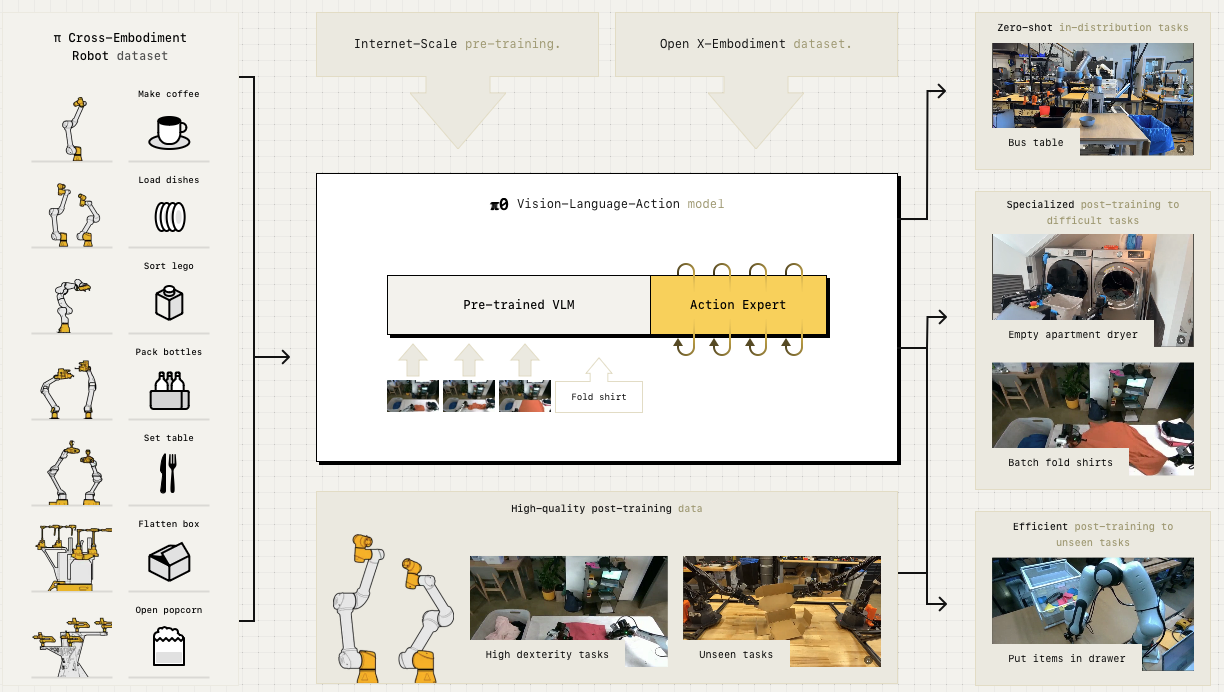 π Cross-Embodiment
Robot dataset
Make coffee
Load dishes
Sort lego
Pack bottles
Set table
Flatten box
Open popcorn
Internet-Scale pre-training.
Open X-Embodiment dataset.
π0 Vision-Language-Action model
Pre-trained VLM
Action Expert
Fold shirt
High-quality post-training data
High dexterity tasks
Unseen tasks
Zero-shot in-distribution tasks
Bus table
Specialized post-training to
difficult tasks
Empty apartment dryer
Batch fold shirts
Efficient post-training to
unseen tasks
Put items in drawer